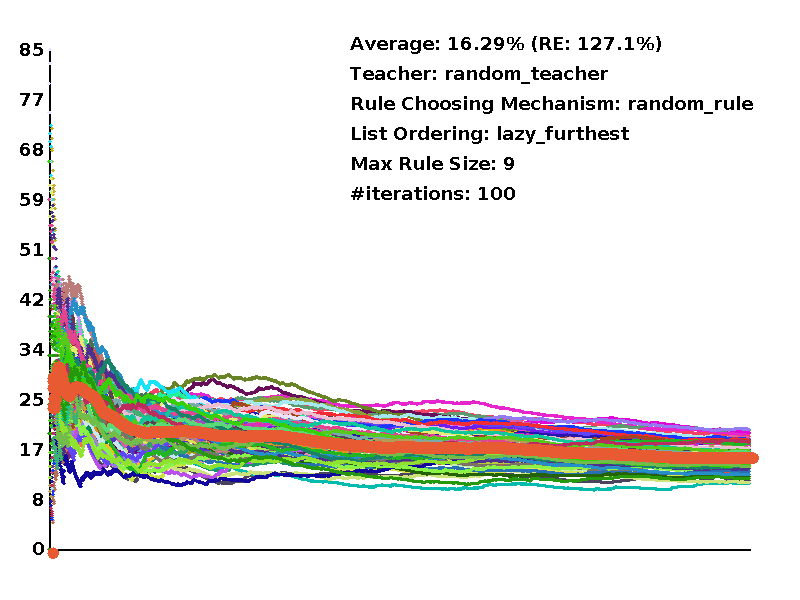 Average: 16.29% (RE: 127.1%)
Teacher: random_teacher
Rule Choosing Mechanism: random_rule
List Ordering: lazy_furthest
Max Rule Size: 9
#iterations: 100
85
77
68
59
51
42
34
25
17
8
0